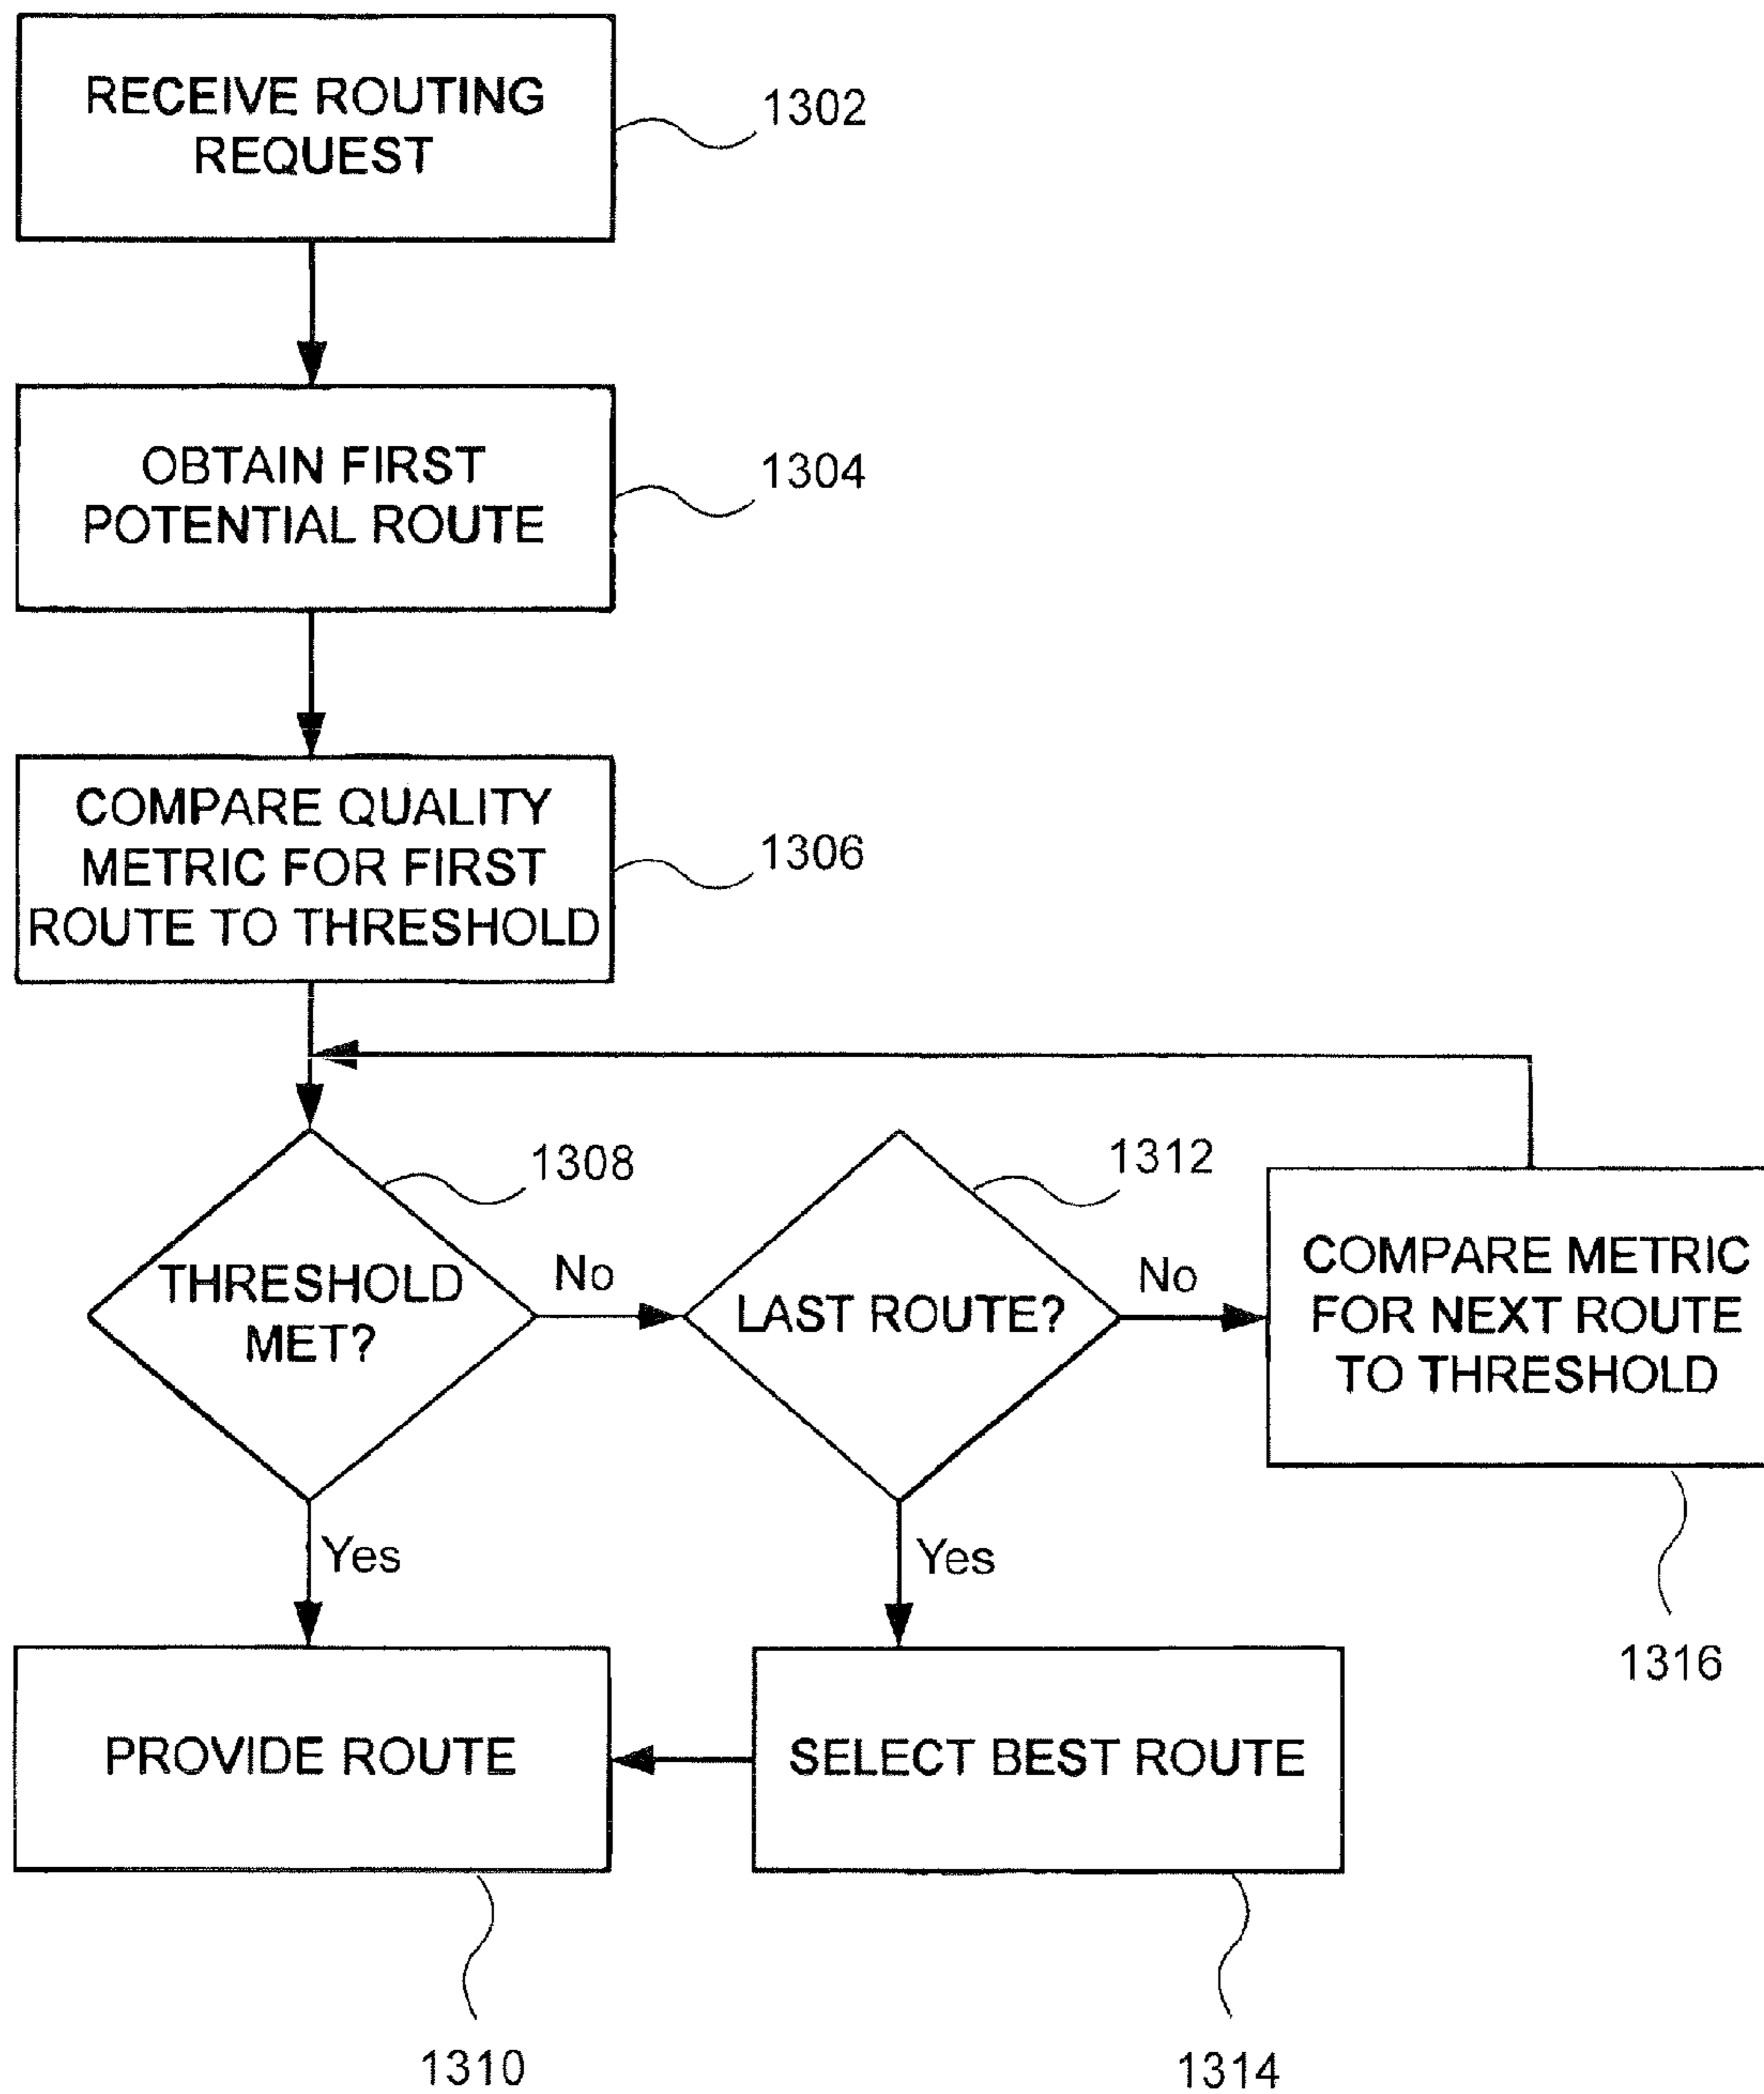 RECEIVE ROUTING
REQUEST
1302
OBTAIN FIRST
POTENTIAL ROUTE
1304
COMPARE QUALITY
METRIC FOR FIRST
ROUTE TO THRESHOLD
1306
THRESHOLD
MET?
1308
No
LAST ROUTE?
1312
No
COMPARE METRIC
FOR NEXT ROUTE
TO THRESHOLD
1316
Yes
Yes
PROVIDE ROUTE
1310
SELECT BEST ROUTE
1314